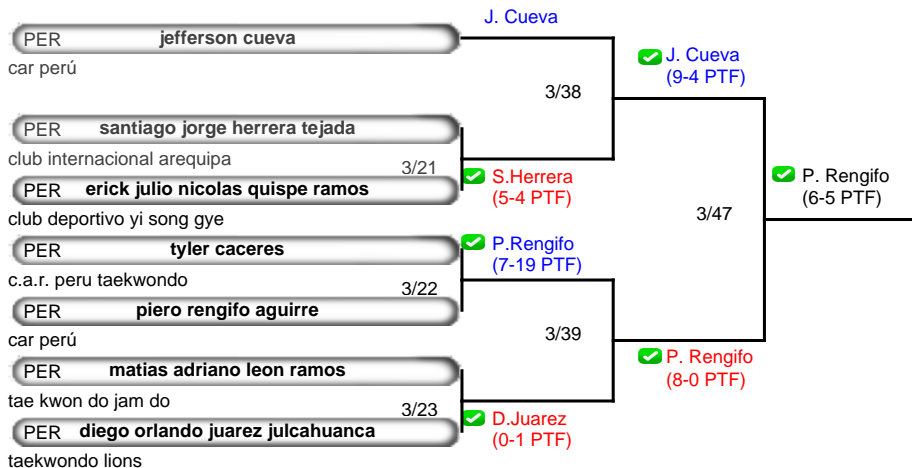 J. Cueva
PER jefferson cueva
car perú
J. Cueva
(9-4 PTF)
3/38
PER santiago jorge herrera tejada
club internacional arequipa
3/21
S.Herrera
(5-4 PTF)
PER erick julio nicolas quispe ramos
club deportivo yi song gye
P. Rengifo
(6-5 PTF)
3/47
PER tyler caceres
c.a.r. peru taekwondo
P.Rengifo
(7-19 PTF)
3/22
PER piero rengifo aguirre
car perú
3/39
P. Rengifo
(8-0 PTF)
PER matias adriano leon ramos
tae kwon do jam do
3/23
D.Juarez
(0-1 PTF)
PER diego orlando juarez julcahuanca
taekwondo lions